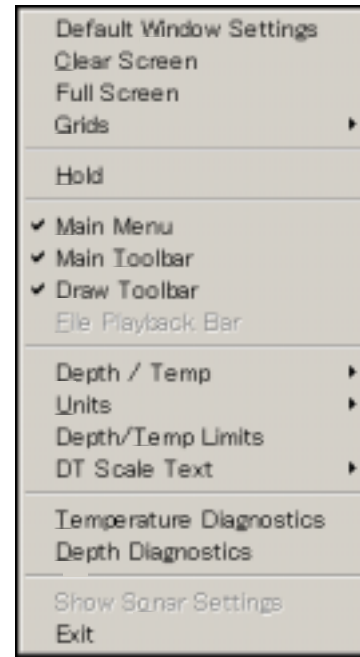 Default Window Settings
Clear Screen
Full Screen
Grids
Hold
Main Menu
Main Toolbar
Draw Toolbar
File Playback Bar
Depth / Temp
Units
Depth/Temp Limits
DT Scale Text
Temperature Diagnostics
Depth Diagnostics
Show Sonar Settings
Exit